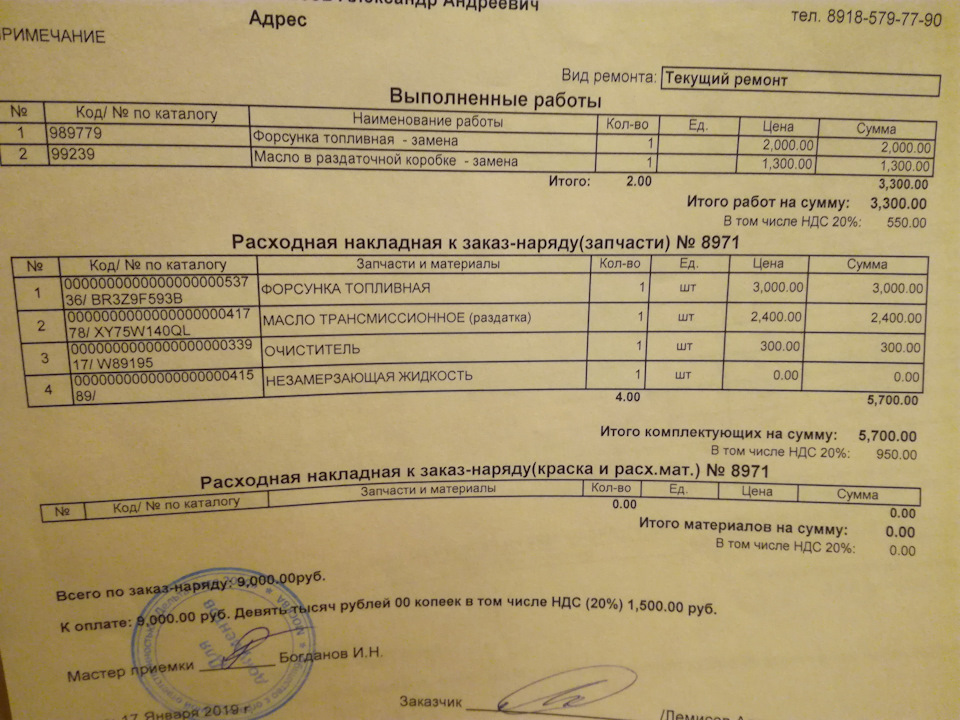 Александр Андреевич
Адрес
тел. 8918-579-77-90
РИМЕЧАНИЕ
Вид ремонта: Текущий ремонт
Выполненные работы
№ Код/ № по каталогу Наименование работы Кол-во Ед. Цена Сумма
1 989779 Форсунка топливная - замена 1 2,000.00 2,000.00
2 99239 Масло в раздаточной коробке - замена 1 1,300.00 1,300.00
Итого: 2.00 3,300.00
Итого работ на сумму: 3,300.00
В том числе НДС 20%: 550.00
Расходная накладная к заказ-наряду(запчасти) № 8971
№ Код/ № по каталогу Запчасти и материалы Кол-во Ед. Цена Сумма
1 00000000000000000000537
36/ BR3Z9F593B ФОРСУНКА ТОПЛИВНАЯ 1 шт 3,000.00 3,000.00
2 00000000000000000000417
78/ XY75W140QL МАСЛО ТРАНСМИССИОННОЕ (раздатка) 1 шт 2,400.00 2,400.00
3 00000000000000000000339
17/ W89195 ОЧИСТИТЕЛЬ 1 шт 300.00 300.00
4 00000000000000000000415
89/ НЕЗАМЕРЗАЮЩАЯ ЖИДКОСТЬ 1 шт 0.00 0.00
4.00 5,700.00
Итого комплектующих на сумму: 5,700.00
В том числе НДС 20%: 950.00
Расходная накладная к заказ-наряду(краска и расх.мат.) № 8971
№ Код/ № по каталогу Запчасти и материалы Кол-во Ед. Цена Сумма
0.00 0.00
Итого материалов на сумму: 0.00
В том числе НДС 20%: 0.00
Всего по заказ-наряду: 9,000.00руб.
К оплате: 9,000.00 руб. Девять тысяч рублей 00 копеек в том числе НДС (20%) 1,500.00 руб.
Мастер приемки Богданов И.Н.
Для документов
МОСКВА
Заказчик
17 Января 2019 г